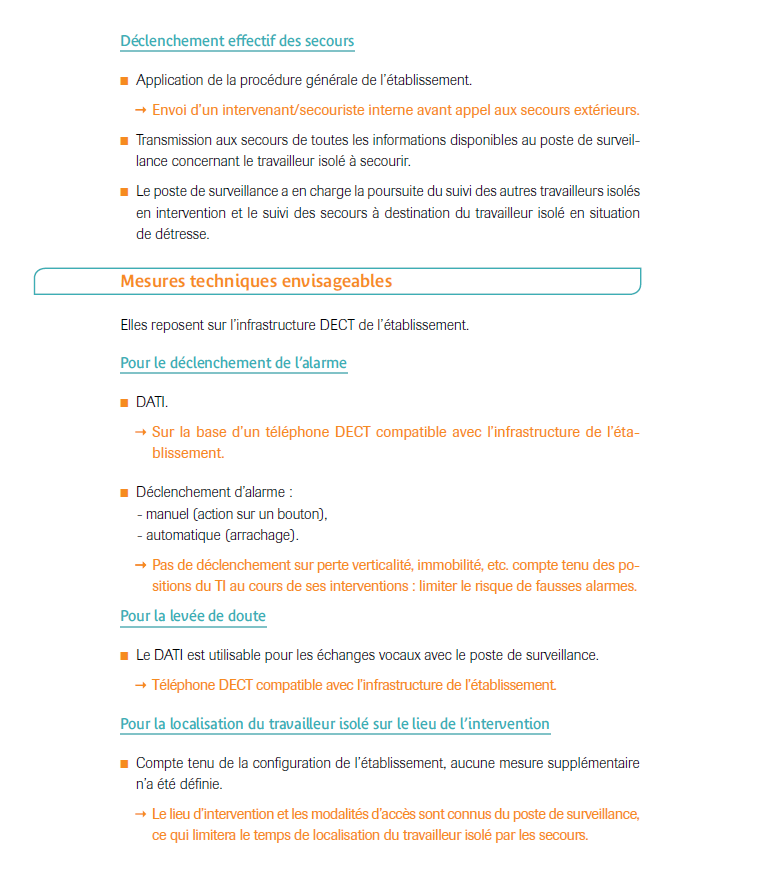 Déclenchement effectif des secours
■ Application de la procédure générale de l'établissement.
→ Envoi d'un intervenant/secouriste interne avant appel aux secours extérieurs.
■ Transmission aux secours de toutes les informations disponibles au poste de surveil-
lance concernant le travailleur isolé à secourir.
■ Le poste de surveillance a en charge la poursuite du suivi des autres travailleurs isolés
en intervention et le suivi des secours à destination du travailleur isolé en situation
de détresse.
Mesures techniques envisageables
Elles reposent sur l'infrastructure DECT de l'établissement.
Pour le déclenchement de l'alarme
■ DATI.
→ Sur la base d'un téléphone DECT compatible avec l'infrastructure de l'éta-
blissement.
■ Déclenchement d'alarme :
- manuel (action sur un bouton),
- automatique (arrachage).
→ Pas de déclenchement sur perte verticalité, immobilité, etc. compte tenu des po-
sitions du TI au cours de ses interventions : limiter le risque de fausses alarmes.
Pour la levée de doute
■ Le DATI est utilisable pour les échanges vocaux avec le poste de surveillance.
→ Téléphone DECT compatible avec l'infrastructure de l'établissement.
Pour la localisation du travailleur isolé sur le lieu de l'intervention
■ Compte tenu de la configuration de l'établissement, aucune mesure supplémentaire
n'a été définie.
→ Le lieu d'intervention et les modalités d'accès sont connus du poste de surveillance,
ce qui limitera le temps de localisation du travailleur isolé par les secours.